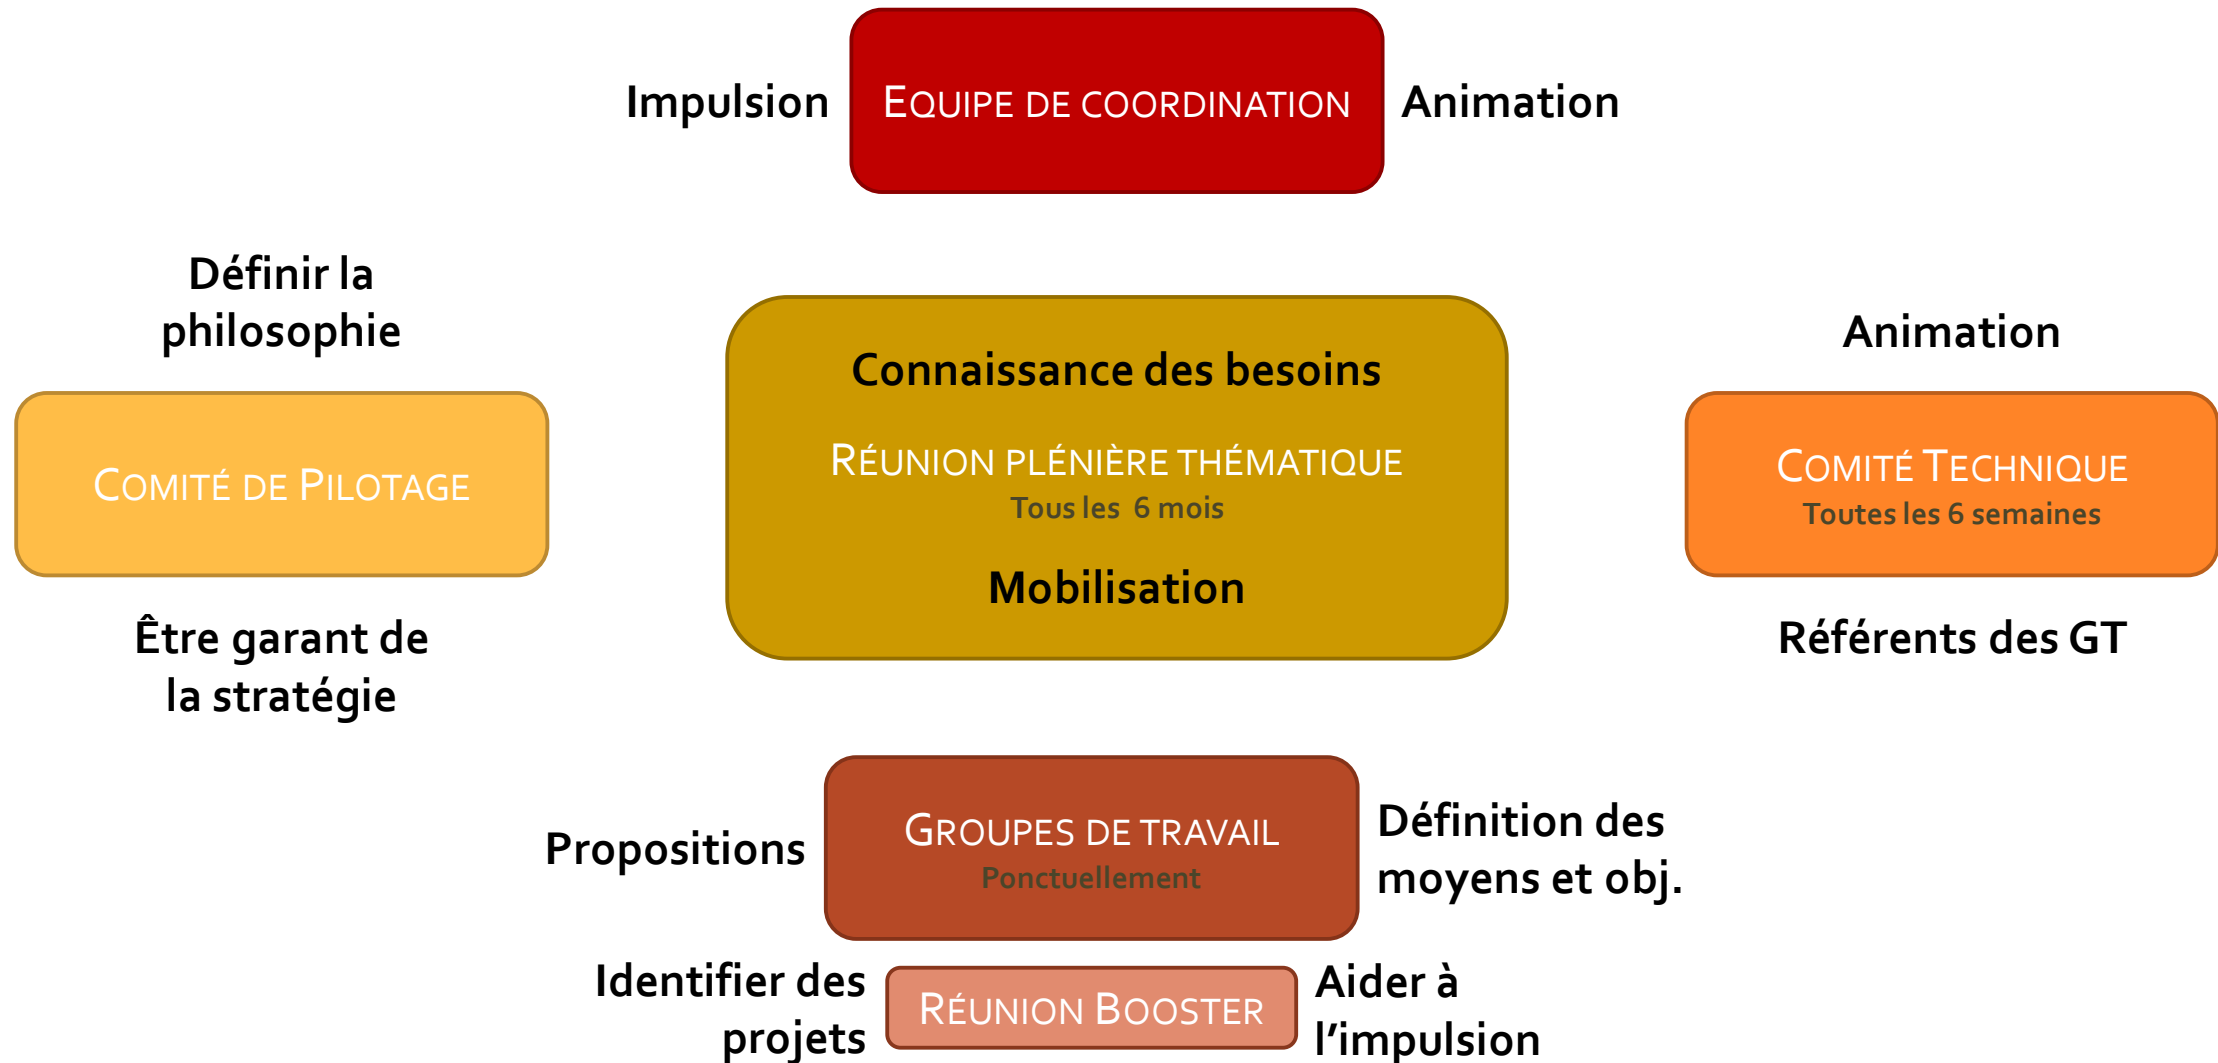 Impulsion
EQUIPE DE COORDINATION
Animation
Définir la
philosophie
COMITÉ DE PILOTAGE
Être garant de
la stratégie
Connaissance des besoins
RÉUNION PLÉNIÈRE THÉMATIQUE
Tous les 6 mois
Mobilisation
Animation
COMITÉ TECHNIQUE
Toutes les 6 semaines
Référents des GT
Propositions
GROUPES DE TRAVAIL
Ponctuellement
Définition des
moyens et obj.
Identifier des
projets
RÉUNION BOOSTER
Aider à
l'impulsion